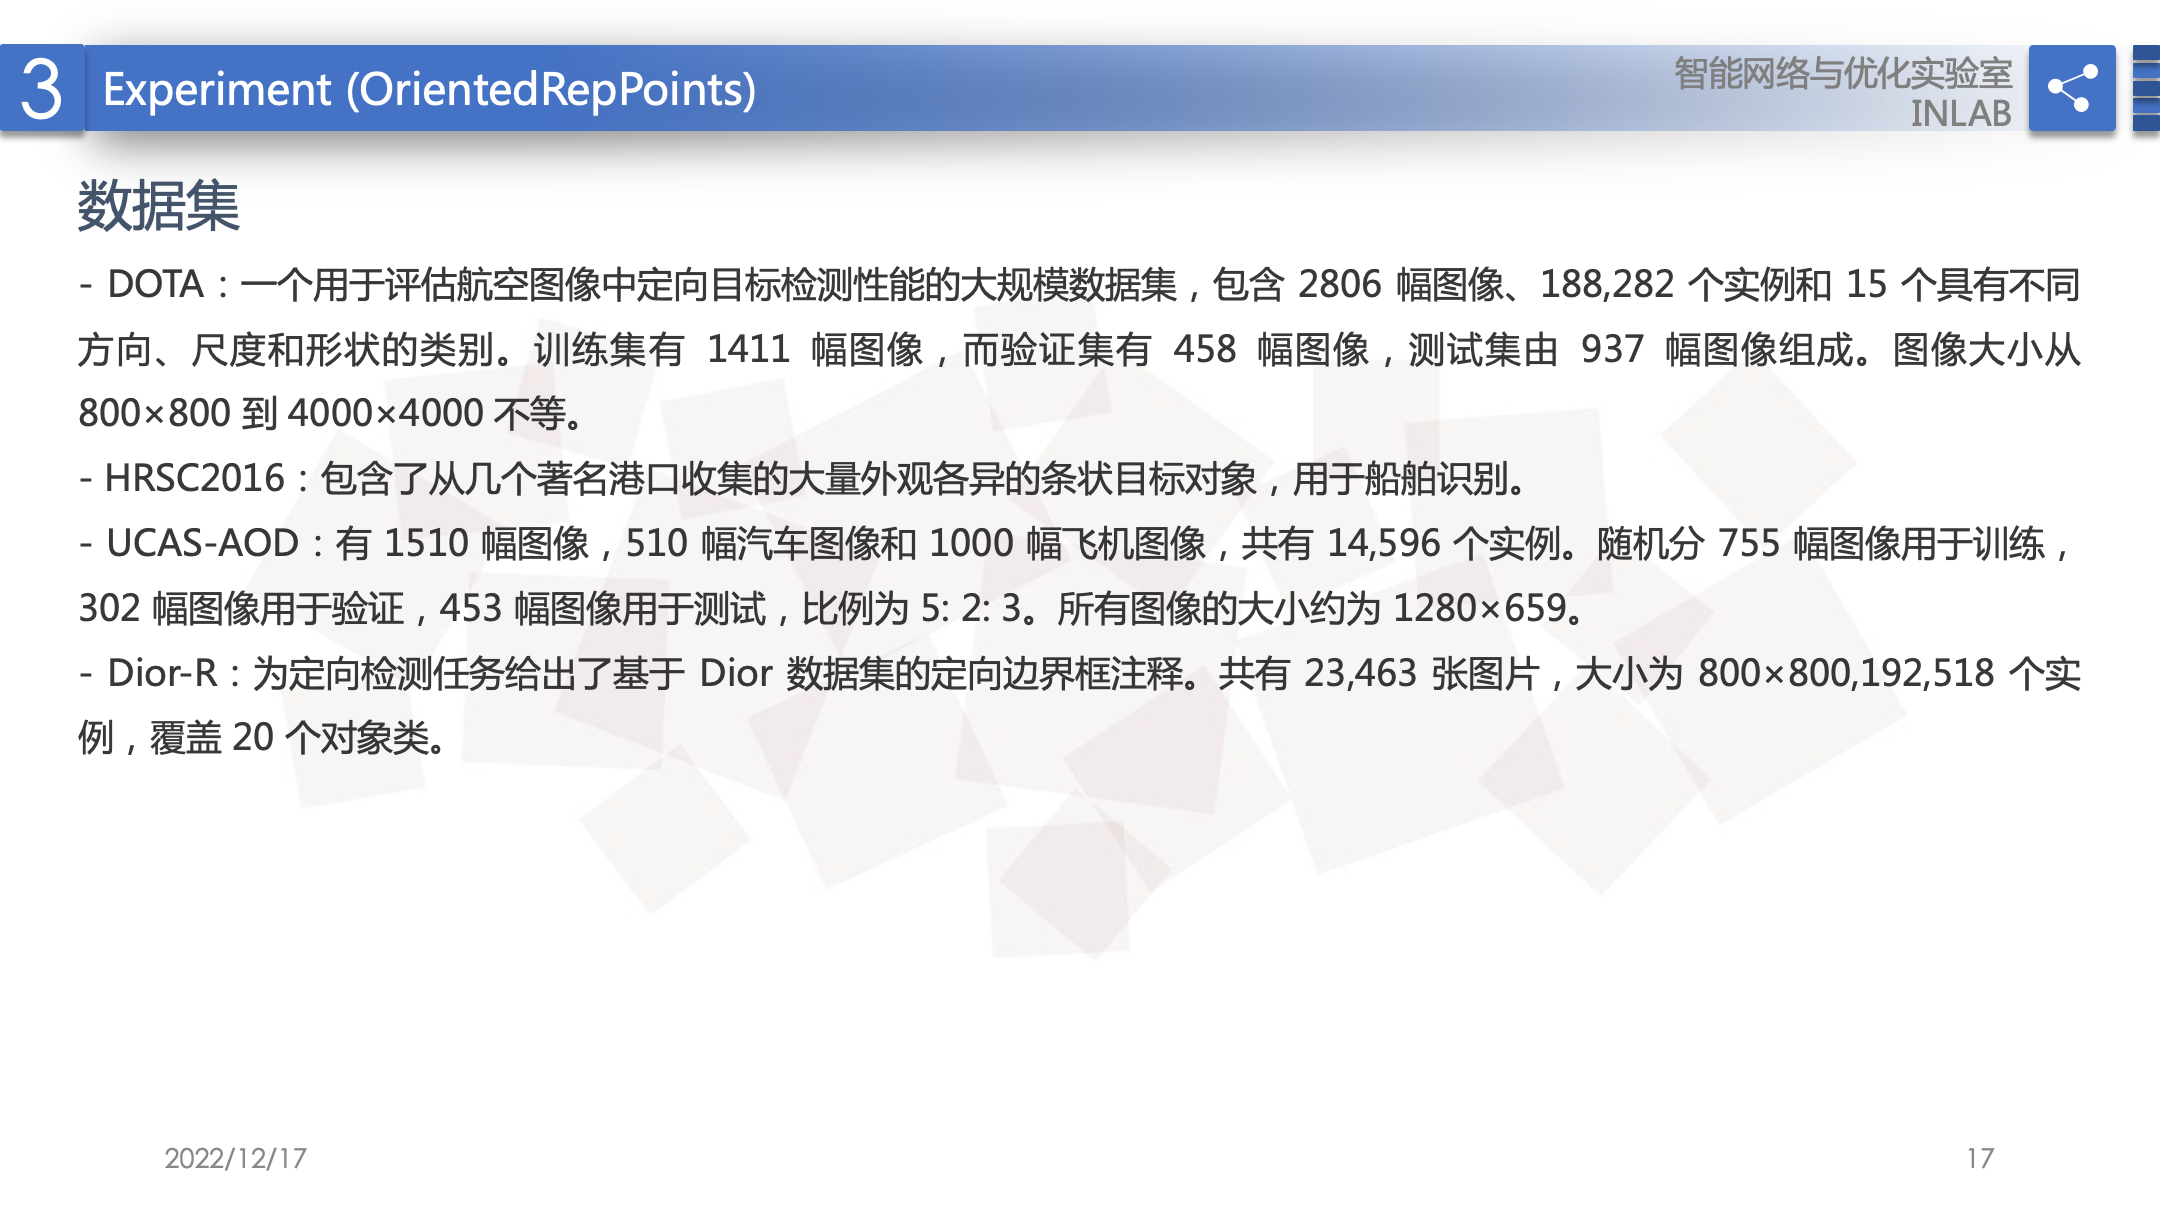 3
Experiment (OrientedRepPoints)
智能网络与优化实验室
INLAB
数据集
- DOTA：一个用于评估航空图像中定向目标检测性能的大规模数据集，包含 2806 幅图像、188,282 个实例和 15 个具有不同
方向、尺度和形状的类别。训练集有 1411 幅图像，而验证集有 458 幅图像，测试集由 937 幅图像组成。图像大小从
800×800 到 4000×4000 不等。
- HRSC2016：包含了从几个著名港口收集的大量外观各异的条状目标对象，用于船舶识别。
- UCAS-AOD：有 1510 幅图像，510 幅汽车图像和 1000 幅飞机图像，共有 14,596 个实例。随机分 755 幅图像用于训练，
302 幅图像用于验证，453 幅图像用于测试，比例为 5: 2: 3。所有图像的大小约为 1280×659。
- Dior-R：为定向检测任务给出了基于 Dior 数据集的定向边界框注释。共有 23,463 张图片，大小为 800×800,192,518 个实
例，覆盖 20 个对象类。
2022/12/17
17